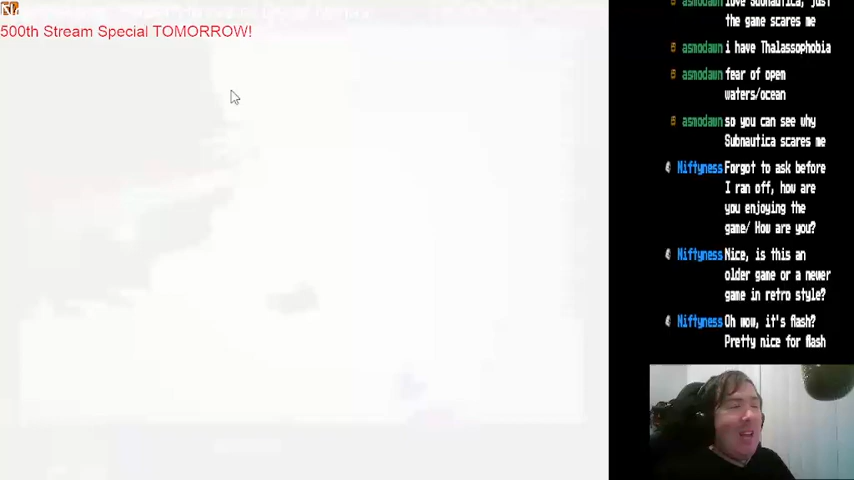 500th Stream Special TOMORROW!
asmodawn love Subnautica, just
the game scares me
asmodawn i have Thalassophobia
asmodawn fear of open
waters/ocean
asmodawn so you can see why
Subnautica scares me
Niftyness Forgot to ask before
I ran off, how are
you enjoying the
game/ How are you?
Niftyness Nice, is this an
older game or a newer
game in retro style?
Niftyness Oh wow, it's flash?
Pretty nice for flash